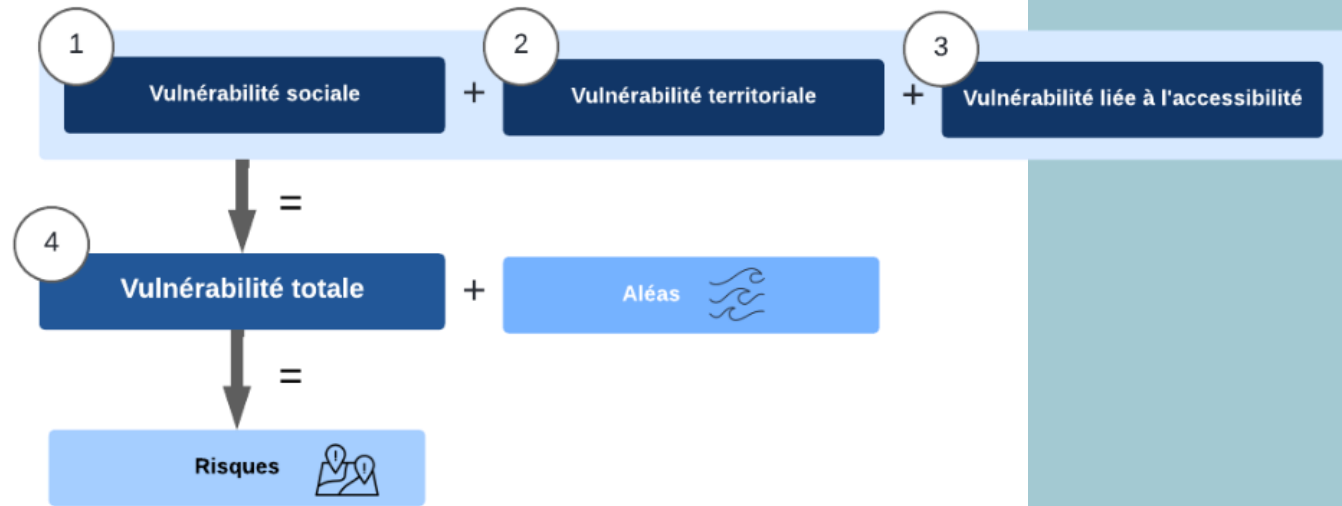 1
Vulnérabilité sociale
+
2
Vulnérabilité territoriale
+
3
Vulnérabilité liée à l'accessibilité
=
4
Vulnérabilité totale
+
Aléas
=
Risques